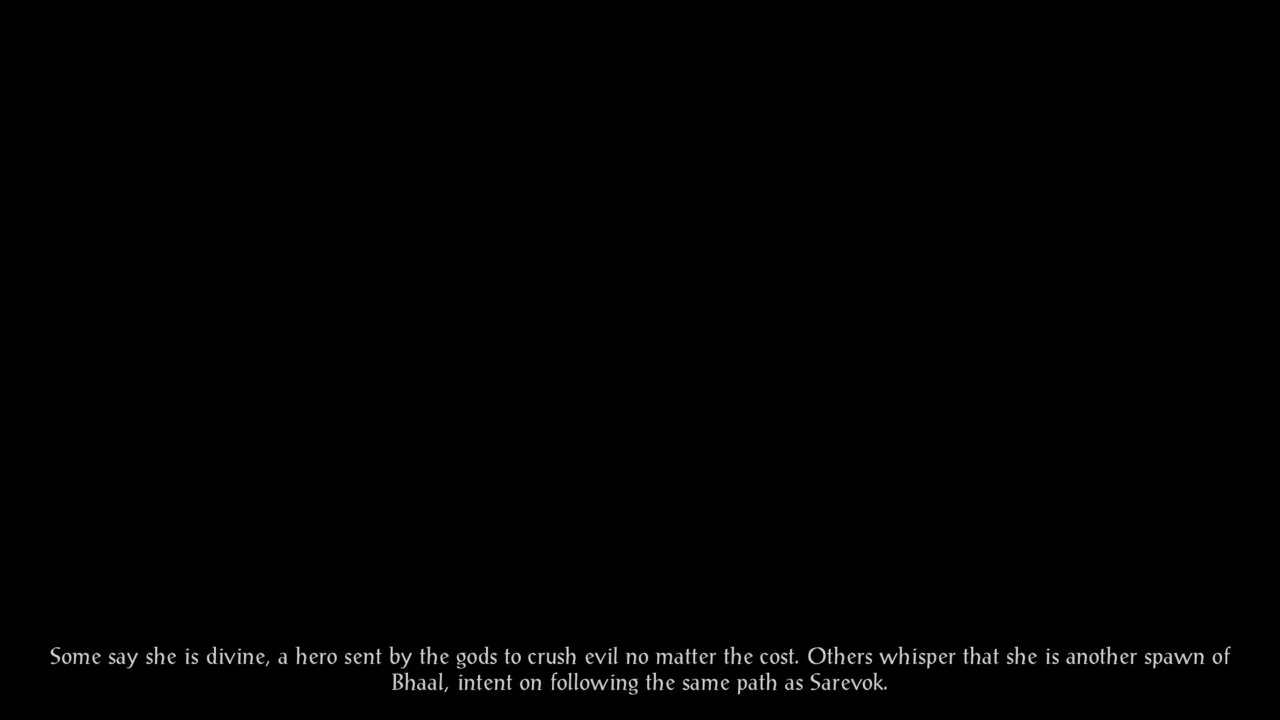 Some say she is divine, a hero sent by the gods to crush evil no matter the cost. Others whisper that she is another spawn of
Bhaal, intent on following the same path as Sarevok.